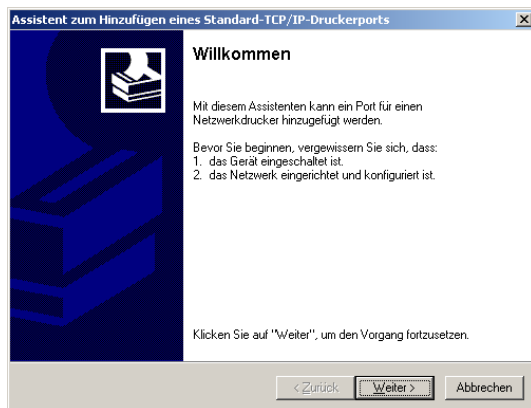 Assistent zum Hinzufügen eines Standard-TCP/IP-Druckerports
Willkommen
Mit diesem Assistenten kann ein Port für einen
Netzwerkdrucker hinzugefügt werden.
Bevor Sie beginnen, vergewissern Sie sich, dass:
1. das Gerät eingeschaltet ist.
2. das Netzwerk eingerichtet und konfiguriert ist.
Klicken Sie auf "Weiter", um den Vorgang fortzusetzen.
< Zurück Weiter > Abbrechen